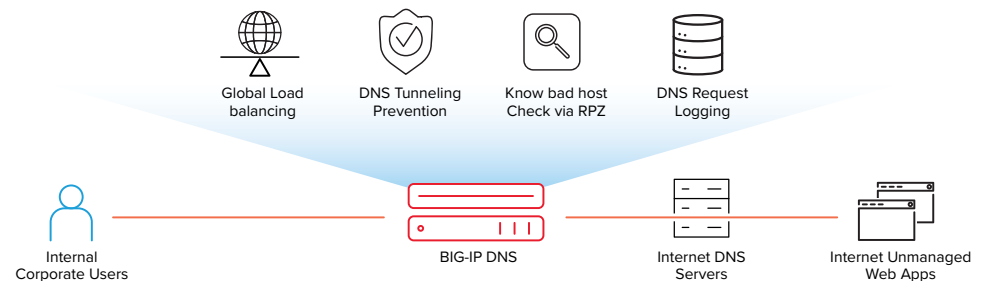 Global Load
balancing
DNS Tunneling
Prevention
Know bad host
Check via RPZ
DNS Request
Logging
Internal
Corporate Users
BIG-IP DNS
Internet DNS
Servers
Internet Unmanaged
Web Apps